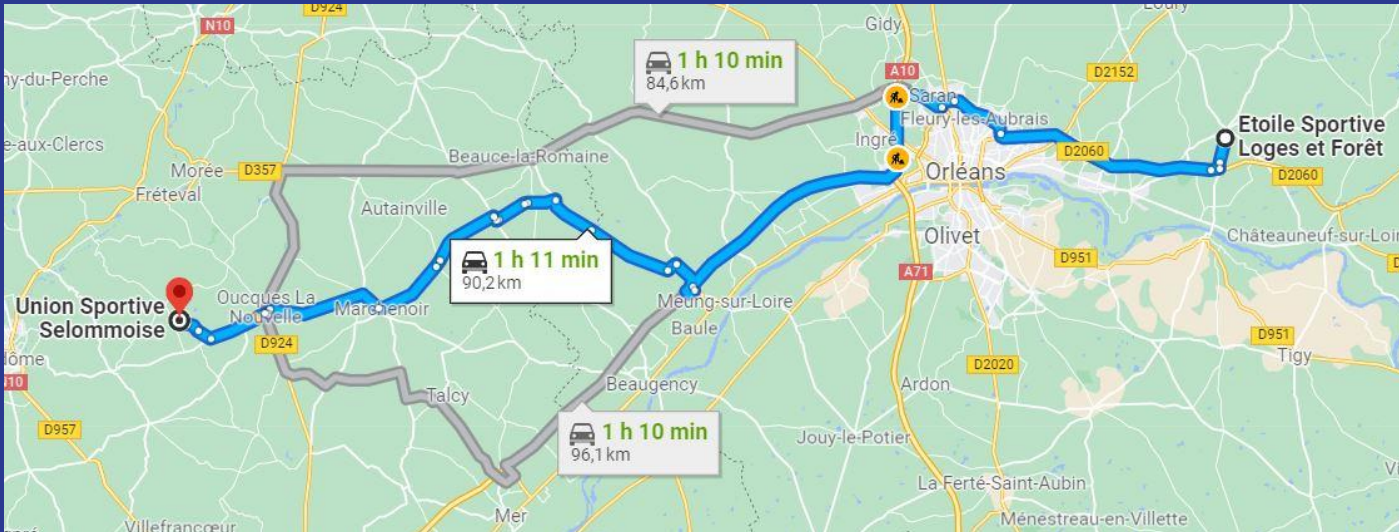 D924
N10
Gidy
Loury
ny-du-Perche
1 h 10 min
84,6 km
A10
D2152
Saran
Fleury-les-Aubrais
e-aux-Clercs
Ingré
Etoile Sportive
Loges et Forêt
Beauce-la-Romaine
D2060
Morée
D357
Orléans
D2060
Fréteval
Autainville
Olivet
Châteauneuf-sur-Loir
1 h 11 min
90,2 km
D951
A71
Union Sportive
Selommoise
Oucques La
Nouvelle
Marchenoir
Meung-sur-Loire
Baule
D924
D951
Tigy
dôme
N10
Talcy
Beaugency
Ardon
D2020
D957
1 h 10 min
96,1 km
Jouy-le-Potier
La Ferté-Saint-Aubin
Mer
Ménestreau-en-Villette
Villefrancœur